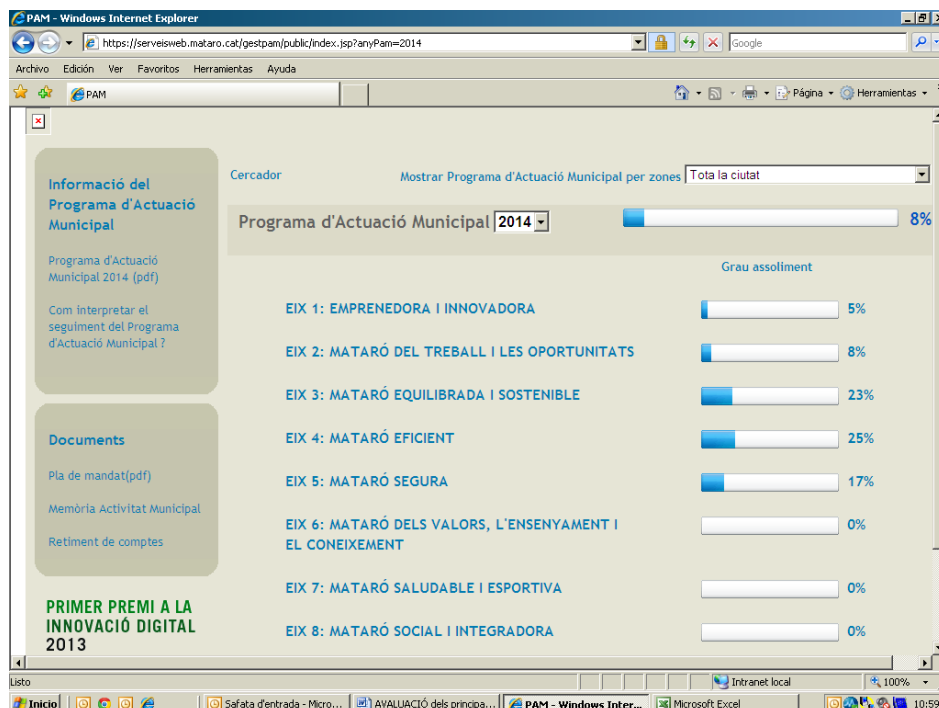 PAM - Windows Internet Explorer
https://serveisweb.mataro.cat/gestpam/public/index.jsp?anyPam=2014
Google
Archivo Edición Ver Favoritos Herramientas Ayuda
PAM
Página Herramientas
Informació del
Programa d'Actuació
Municipal
Programa d'Actuació
Municipal 2014 (pdf)
Com interpretar el
seguiment del Programa
d'Actuació Municipal ?
Documents
Pla de mandat(pdf)
Memòria Activitat Municipal
Retiment de comptes
PRIMER PREMI A LA
INNOVACIÓ DIGITAL
2013
Cercador
Mostrar Programa d'Actuació Municipal per zones Tota la ciutat
Programa d'Actuació Municipal 2014 8%
Grau assoliment
EIX 1: EMPRENEDORA I INNOVADORA 5%
EIX 2: MATARÓ DEL TREBALL I LES OPORTUNITATS 8%
EIX 3: MATARÓ EQUILIBRADA I SOSTENIBLE 23%
EIX 4: MATARÓ EFICIENT 25%
EIX 5: MATARÓ SEGURA 17%
EIX 6: MATARÓ DELS VALORS, L'ENSENYAMENT I
EL CONEIXEMENT 0%
EIX 7: MATARÓ SALUDABLE I ESPORTIVA 0%
EIX 8: MATARÓ SOCIAL I INTEGRADORA 0%
Listo Intranet local 100%
Inicio Safata d'entrada - Micro... AVALUACIÓ dels principa... PAM - Windows Inter... Microsoft Excel 10:59